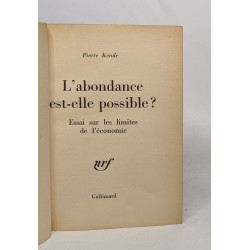 Pierre Kende
L'abondance
est-elle possible ?
Essai sur les limites
de l'économie
nrf
Gallimard